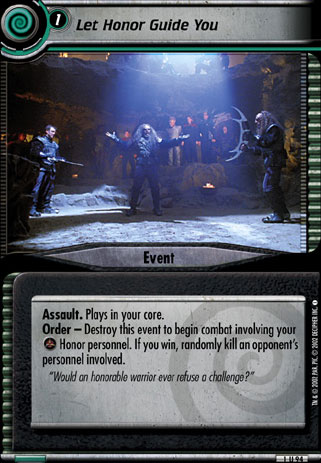 1
Let Honor Guide You
Event
Assault. Plays in your core.
Order – Destroy this event to begin combat involving your
Honor personnel. If you win, randomly kill an opponent's
personnel involved.
"Would an honorable warrior ever refuse a challenge?"
TM & © 2002 PAR. PIC. © 2002 DECIPHER INC.
1 U 94